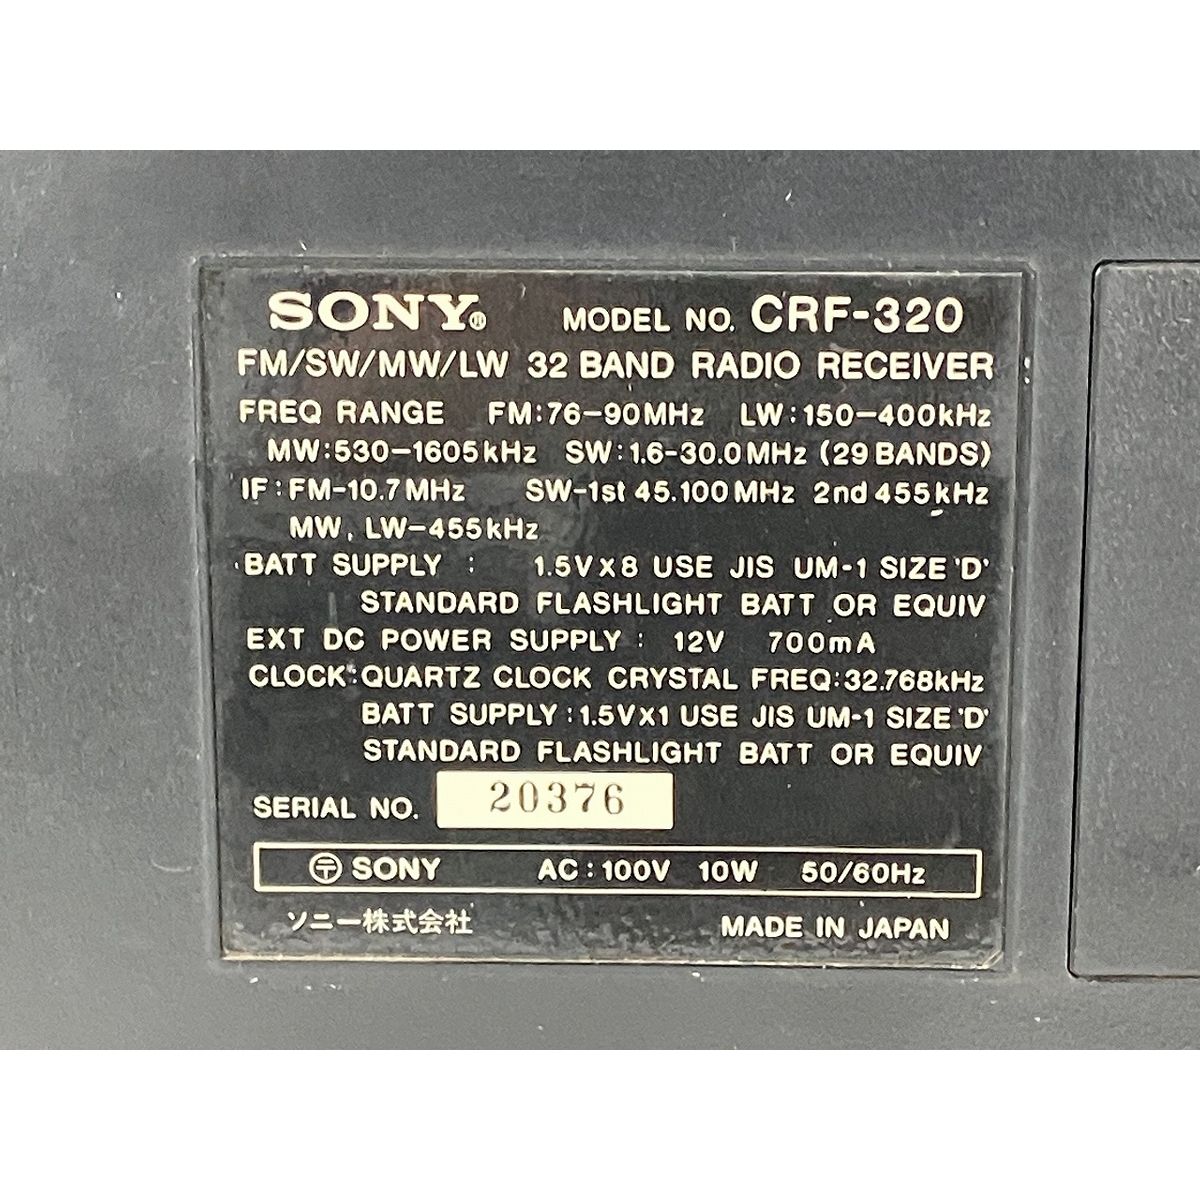 SONY® MODEL NO. CRF-320
FM/SW/MW/LW 32 BAND RADIO RECEIVER
FREQ RANGE FM:76-90MHz LW:150-400kHz
MW:530-1605kHz SW:1.6-30.0MHz (29 BANDS)
IF:FM-10.7MHz SW-1st 45.100MHz 2nd 455kHz
MW, LW-455kHz
BATT SUPPLY : 1.5V×8 USE JIS UM-1 SIZE 'D'
STANDARD FLASHLIGHT BATT OR EQUIV
EXT DC POWER SUPPLY : 12V 700mA
CLOCK:QUARTZ CLOCK CRYSTAL FREQ:32.768kHz
BATT SUPPLY:1.5V×1 USE JIS UM-1 SIZE 'D'
STANDARD FLASHLIGHT BATT OR EQUIV
SERIAL NO. 20376
〶 SONY AC:100V 10W 50/60Hz
ソニー株式会社 MADE IN JAPAN